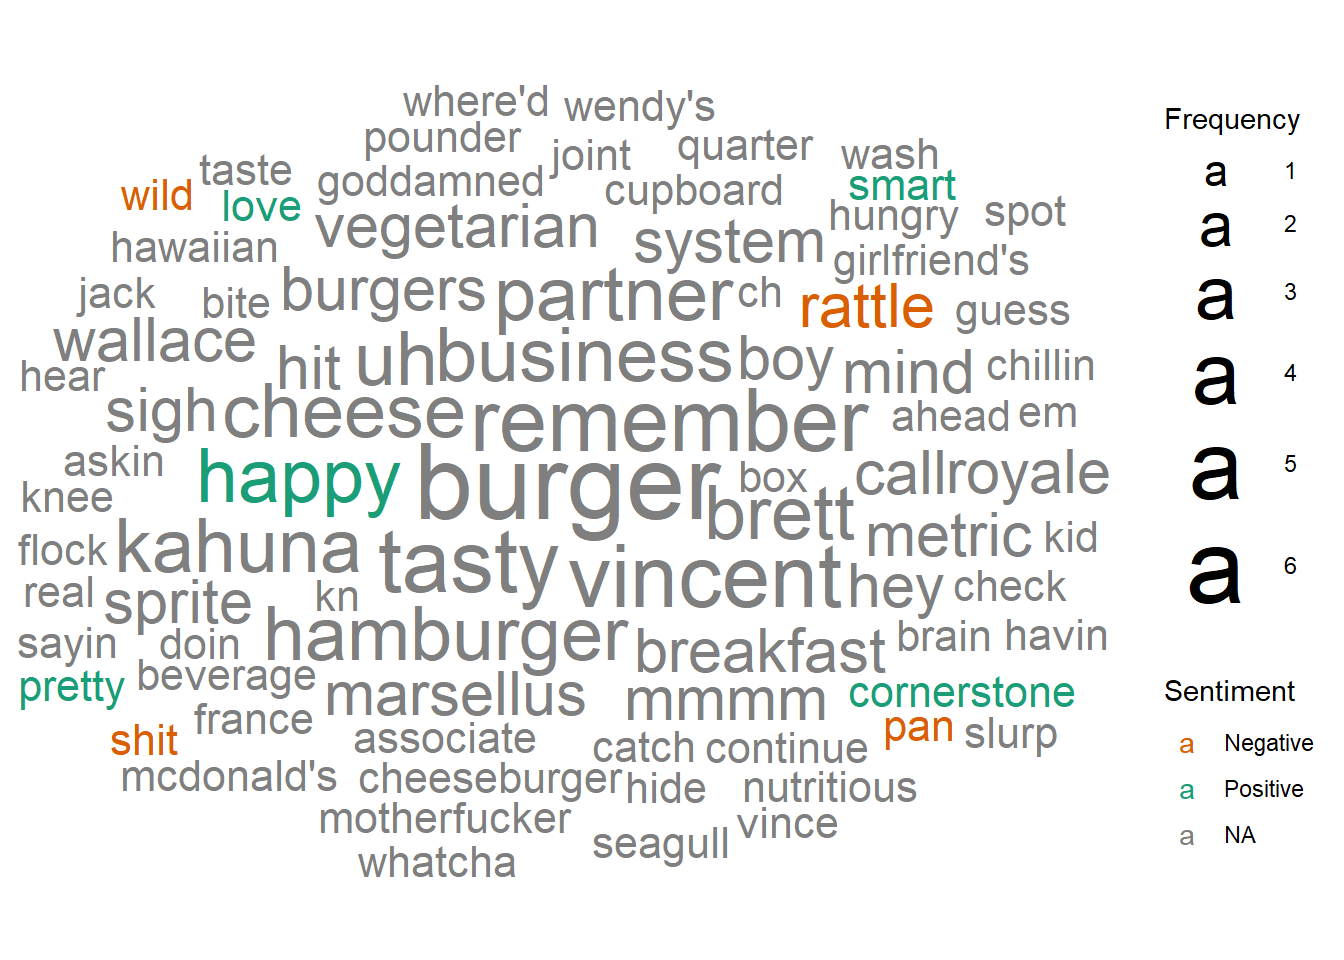 where'd wendy's
pounder joint quarter wash
taste goddamned cupboard smart
wild love vegetarian system hungry spot
hawaiian girlfriend's
jack bite burgers partner ch rattle guess
wallace hit uh business boy mind chillin
hear
sigh cheese remember ahead em
askin happy burger box call royale
knee brett
flock kahuna tasty vincent metric kid
real sprite kn hey check
sayin doin hamburger breakfast brain havin
pretty beverage marsellus mmmm cornerstone
shit france associate catch continue pan slurp
mcdonald's cheeseburger hide nutritious
motherfucker seagull vince
whatcha
Frequency
a 1
a 2
a 3
a 4
a 5
a 6
Sentiment
a Negative
a Positive
a NA